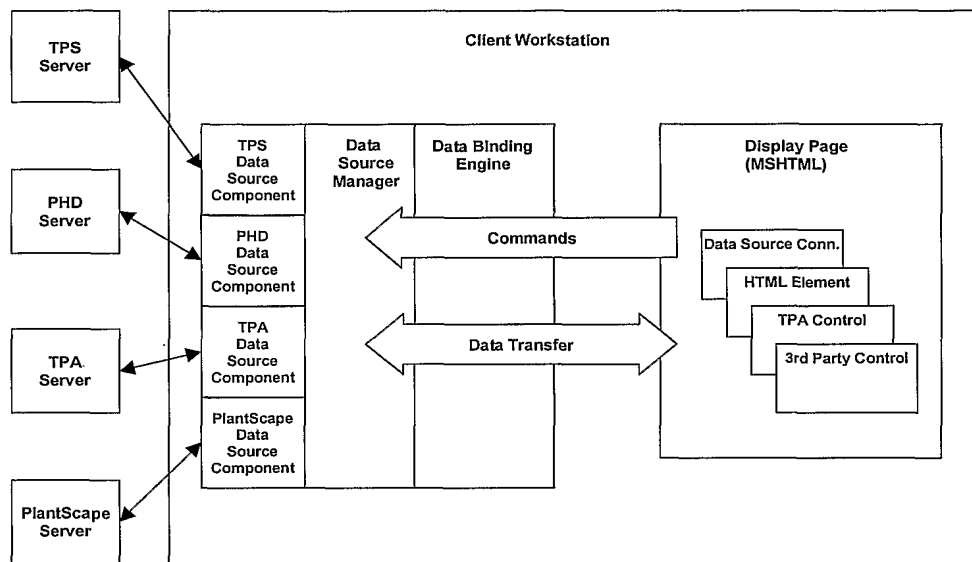 TPS
Server
PHD
Server
TPA.
Server
PlantScape
Server
Client Workstation
TPS
Data
Source
Component
PHD
Data
Source
Component
TPA
Data
Source
Component
PlantScape
Data
Source
Component
Data
Source
Manager
Data Binding
Engine
Commands
Data Transfer
Display Page
(MSHTML)
Data Source Conn.
HTML Element
TPA Control
3rd Party Control